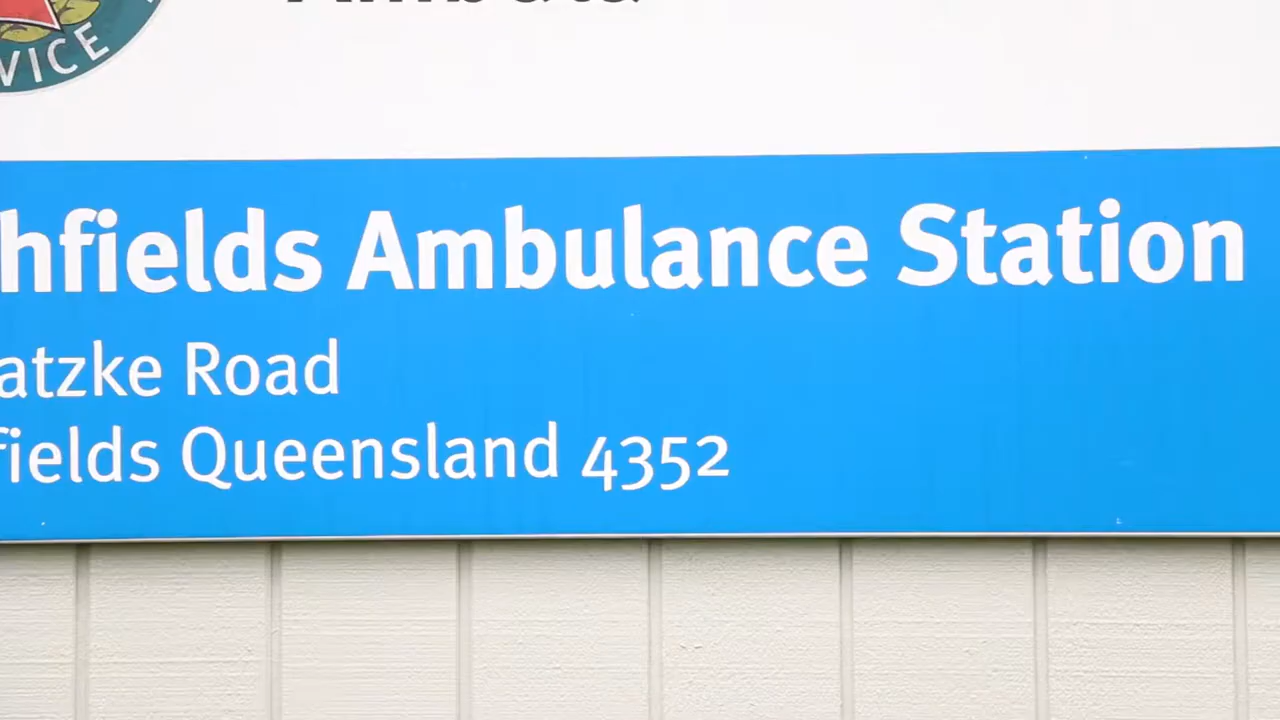 VICE
hfields Ambulance Station
atzke Road
fields Queensland 4352